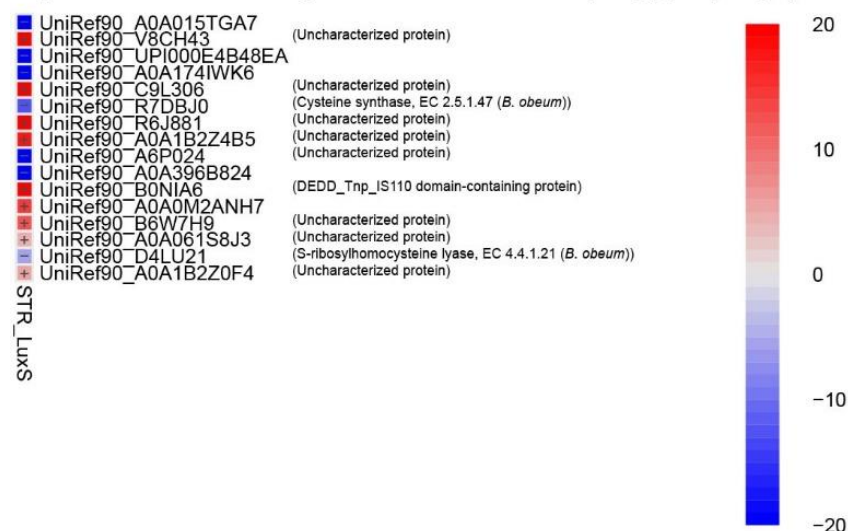 UniRef90_A0A015TGA7
UniRef90_V8CH43 (Uncharacterized protein)
UniRef90_UPI000E4B48EA
UniRef90_A0A174IWK6
UniRef90_C9L306 (Uncharacterized protein)
UniRef90_R7DBJ0 (Cysteine synthase, EC 2.5.1.47 (B. obeum))
UniRef90_R6J881 (Uncharacterized protein)
UniRef90_A0A1B2Z4B5 (Uncharacterized protein)
UniRef90_A6P024 (Uncharacterized protein)
UniRef90_A0A396B824
UniRef90_B0NIA6 (DEDD_Tnp_IS110 domain-containing protein)
UniRef90_A0A0M2ANH7
UniRef90_B6W7H9 (Uncharacterized protein)
UniRef90_A0A061S8J3 (Uncharacterized protein)
UniRef90_D4LU21 (S-ribosylhomocysteine lyase, EC 4.4.1.21 (B. obeum))
UniRef90_A0A1B2Z0F4 (Uncharacterized protein)
STR_LuxS
20
10
0
−10
−20